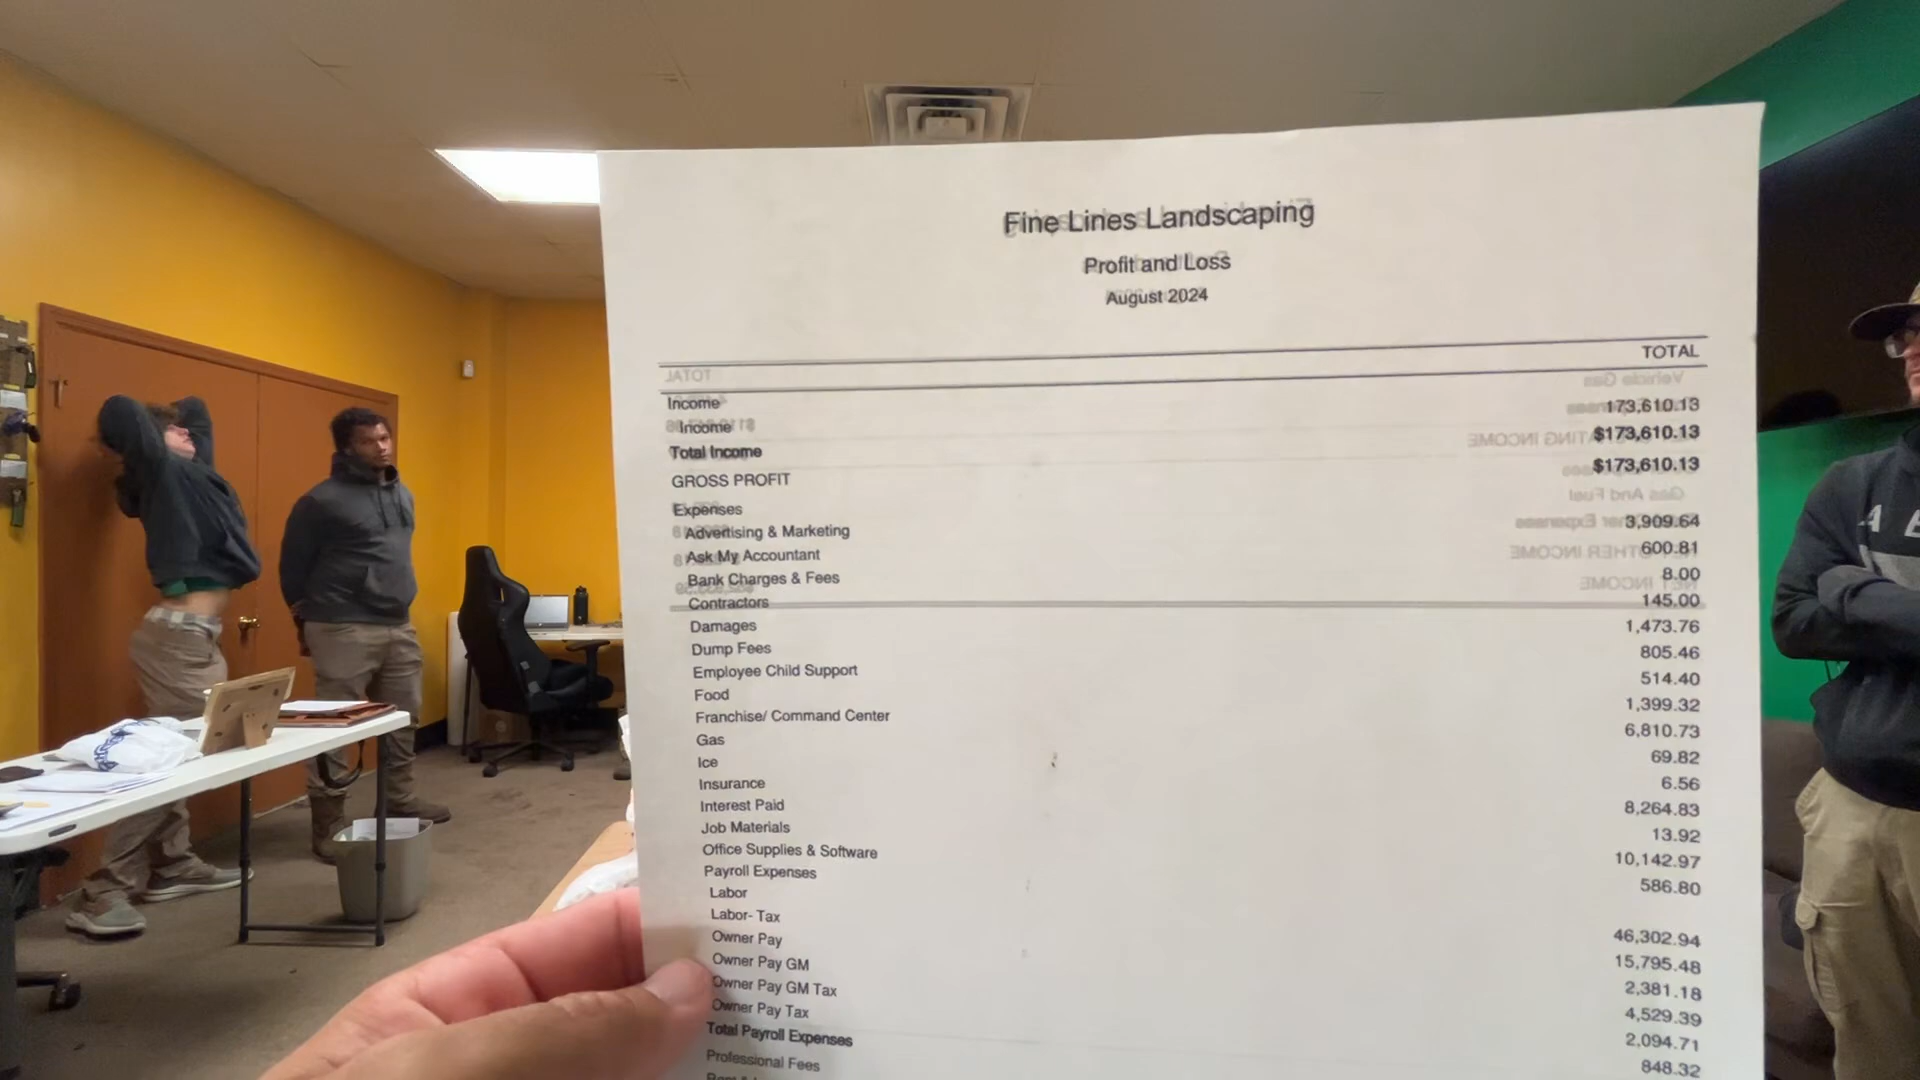 Fine Lines Landscaping
Profit and Loss
August 2024
TOTAL
Income
Income 173,610.13
Total Income $173,610.13
GROSS PROFIT $173,610.13
Expenses
Advertising & Marketing 3,909.64
Ask My Accountant 600.81
Bank Charges & Fees 8.00
Contractors 145.00
Damages 1,473.76
Dump Fees 805.46
Employee Child Support 514.40
Food 1,399.32
Franchise/ Command Center 6,810.73
Gas 69.82
Ice 6.56
Insurance 8,264.83
Interest Paid 13.92
Job Materials 10,142.97
Office Supplies & Software 586.80
Payroll Expenses
Labor 46,302.94
Labor- Tax 15,795.48
Owner Pay 2,381.18
Owner Pay GM 4,529.39
Owner Pay GM Tax 2,094.71
Owner Pay Tax 848.32
Total Payroll Expenses
Professional Fees